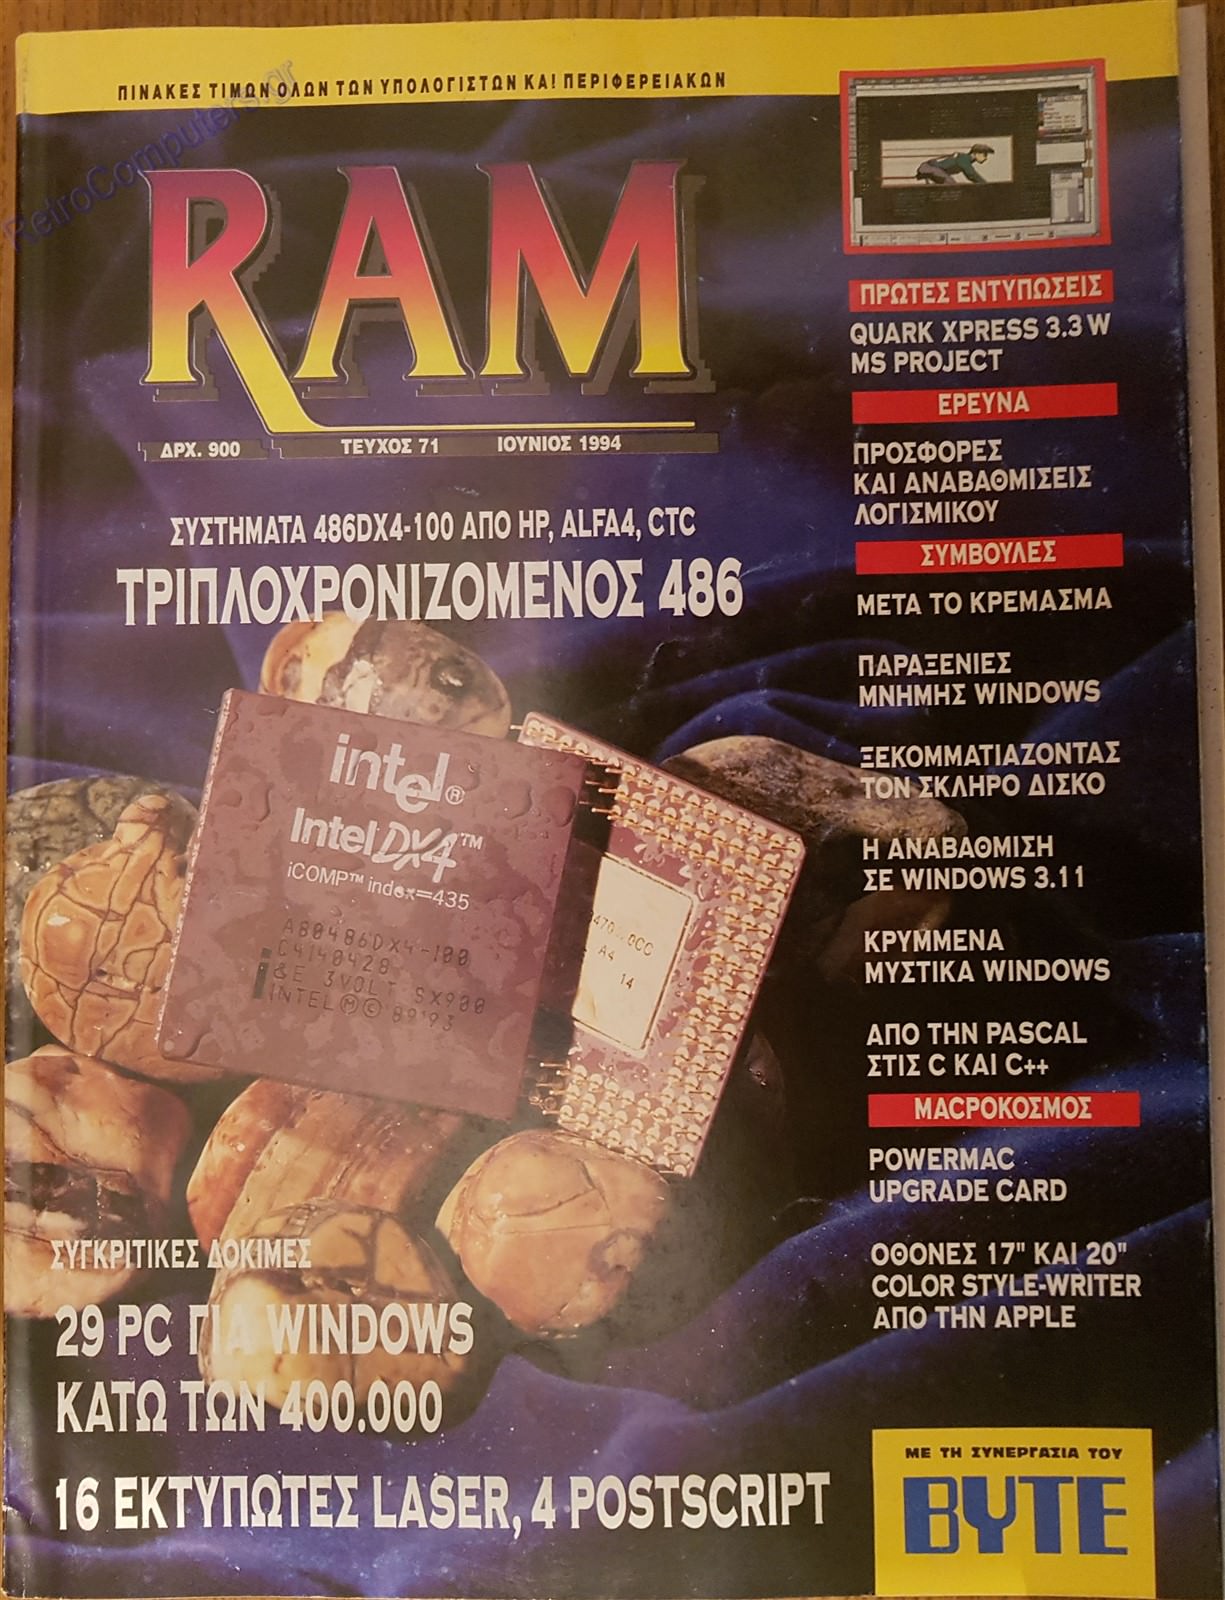 ΠΙΝΑΚΕΣ ΤΙΜΩΝ ΟΛΩΝ ΤΩΝ ΥΠΟΛΟΓΙΣΤΩΝ ΚΑΙ ΠΕΡΙΦΕΡΕΙΑΚΩΝ
RetroComputers.gr
RAM
ΔΡΧ. 900 ΤΕΥΧΟΣ 71 ΙΟΥΝΙΟΣ 1994
ΣΥΣΤΗΜΑΤΑ 486DX4-100 ΑΠΟ HP, ALFA4, CTC
ΤΡΙΠΛΟΧΡΟΝΙΖΟΜΕΝΟΣ 486
intel®
IntelDX4™
iCOMP™ index=435
A80486DX4-100
C4140428
&E 3VOLT SX900
INTEL Ⓜ © 89'93
A4
14
ΣΥΓΚΡΙΤΙΚΕΣ ΔΟΚΙΜΕΣ
29 PC ΓΙΑ WINDOWS
ΚΑΤΩ ΤΩΝ 400.000
16 ΕΚΤΥΠΩΤΕΣ LASER, 4 POSTSCRIPT
ΠΡΩΤΕΣ ΕΝΤΥΠΩΣΕΙΣ
QUARK XPRESS 3.3 W
MS PROJECT
ΕΡΕΥΝΑ
ΠΡΟΣΦΟΡΕΣ
ΚΑΙ ΑΝΑΒΑΘΜΙΣΕΙΣ
ΛΟΓΙΣΜΙΚΟΥ
ΣΥΜΒΟΥΛΕΣ
ΜΕΤΑ ΤΟ ΚΡΕΜΑΣΜΑ
ΠΑΡΑΞΕΝΙΕΣ
ΜΝΗΜΗΣ WINDOWS
ΞΕΚΟΜΜΑΤΙΑΖΟΝΤΑΣ
ΤΟΝ ΣΚΛΗΡΟ ΔΙΣΚΟ
Η ΑΝΑΒΑΘΜΙΣΗ
ΣΕ WINDOWS 3.11
ΚΡΥΜΜΕΝΑ
ΜΥΣΤΙΚΑ WINDOWS
ΑΠΟ ΤΗΝ PASCAL
ΣΤΙΣ C ΚΑΙ C++
MACΡΟΚΟΣΜΟΣ
POWERMAC
UPGRADE CARD
ΟΘΟΝΕΣ 17" ΚΑΙ 20"
COLOR STYLE-WRITER
ΑΠΟ ΤΗΝ APPLE
ΜΕ ΤΗ ΣΥΝΕΡΓΑΣΙΑ ΤΟΥ
BYTE